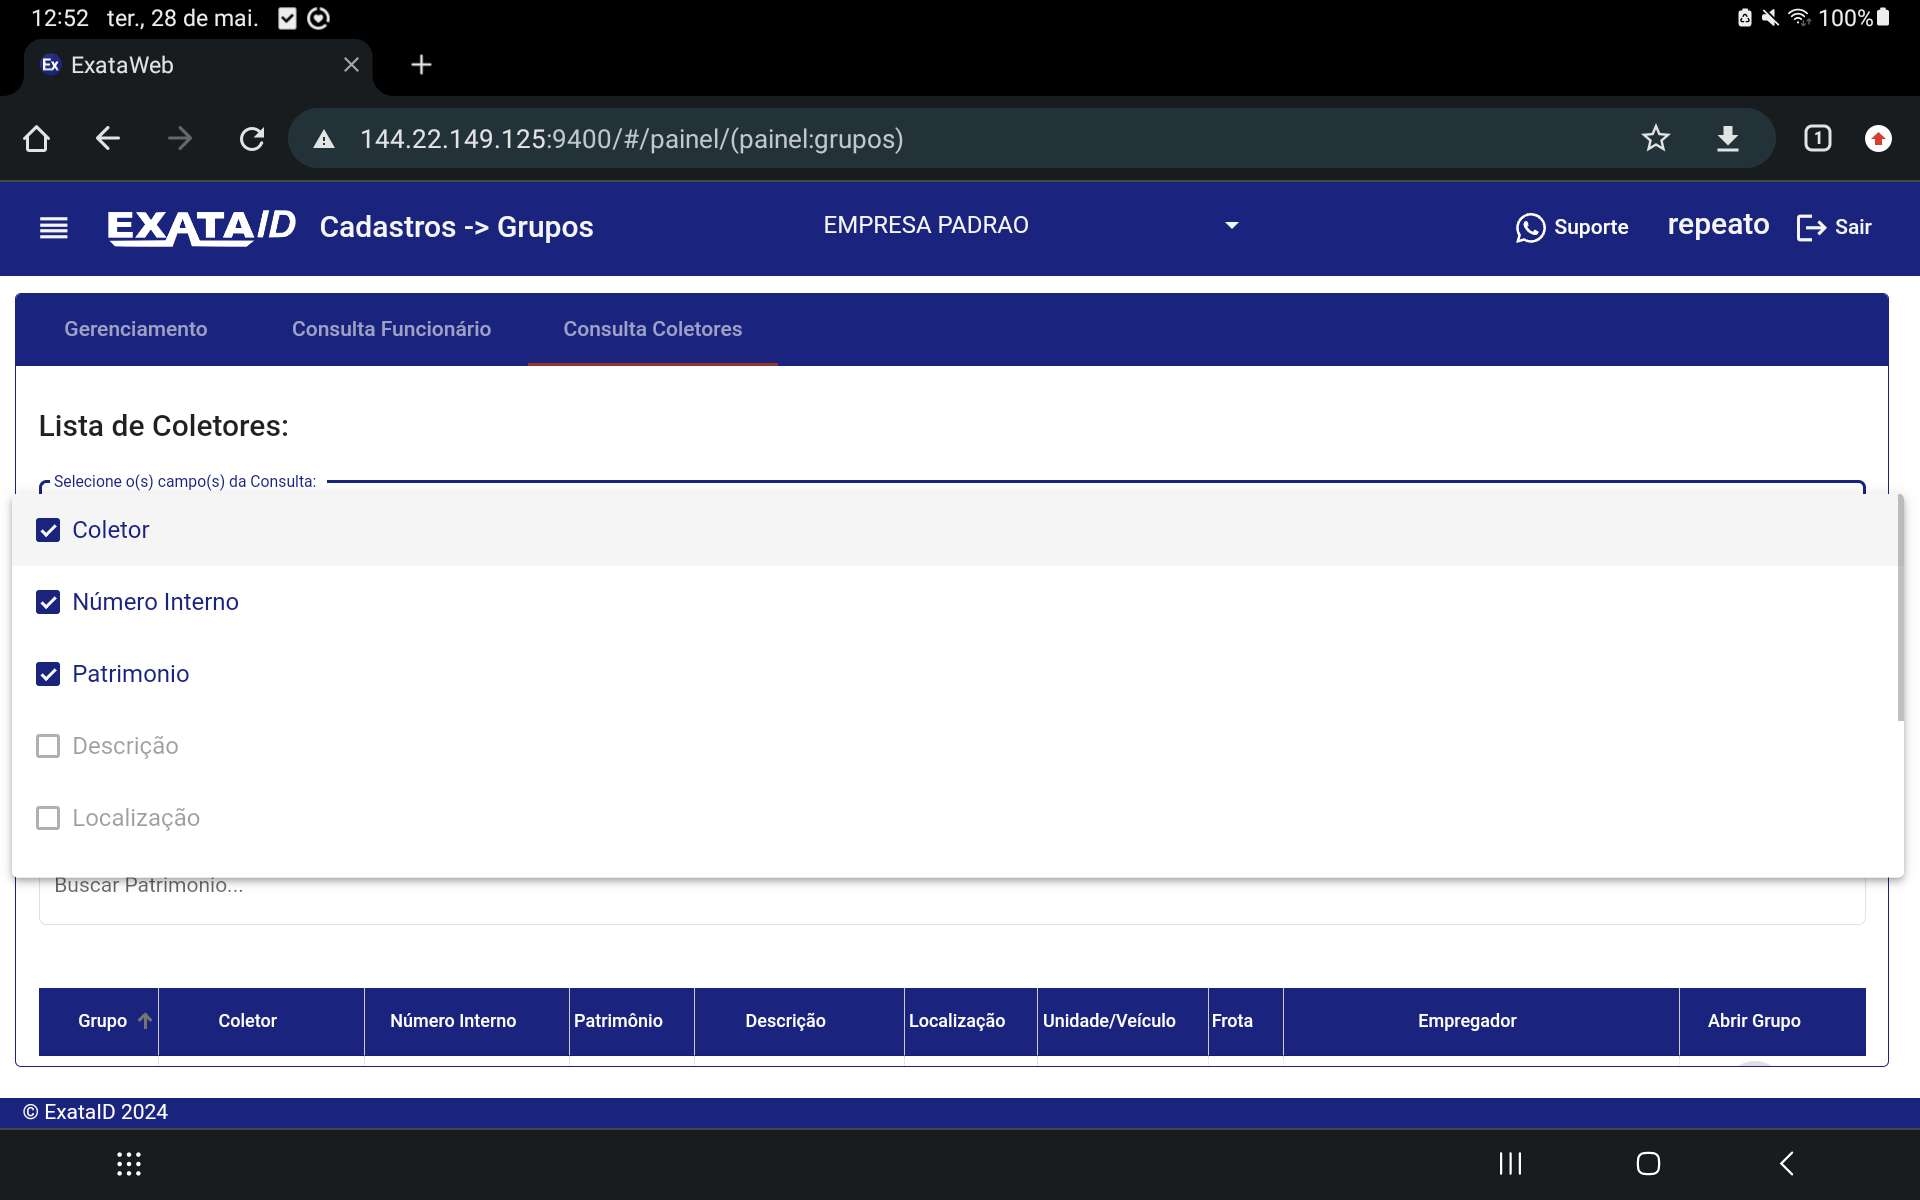 12:52 ter., 28 de mai. 100%
Ex ExataWeb
144.22.149.125:9400/#/painel/(painel:grupos) 1
EXATAID Cadastros -> Grupos EMPRESA PADRAO Suporte repeato Sair
Gerenciamento Consulta Funcionário Consulta Coletores
Lista de Coletores:
Selecione o(s) campo(s) da Consulta:
Coletor
Número Interno
Patrimonio
Descrição
Localização
Buscar Patrimonio...
Grupo Coletor Número Interno Patrimônio Descrição Localização Unidade/Veículo Frota Empregador Abrir Grupo
© ExataID 2024